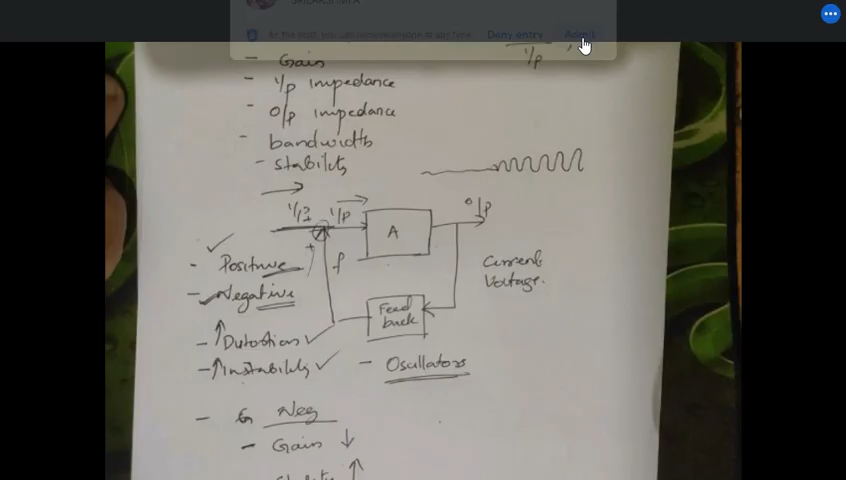 Deny entry Admit
I/p
- Gain
- I/p impedance
- O/p impedance
- bandwidth
- stability
I/p I/p
O/p
A
f
- Positive
- Negative
Current
Voltage.
Feed
back
- ↑ Distortion ✓
- ↑ Instability ✓
- Oscillators
- Neg
- Gain ↓